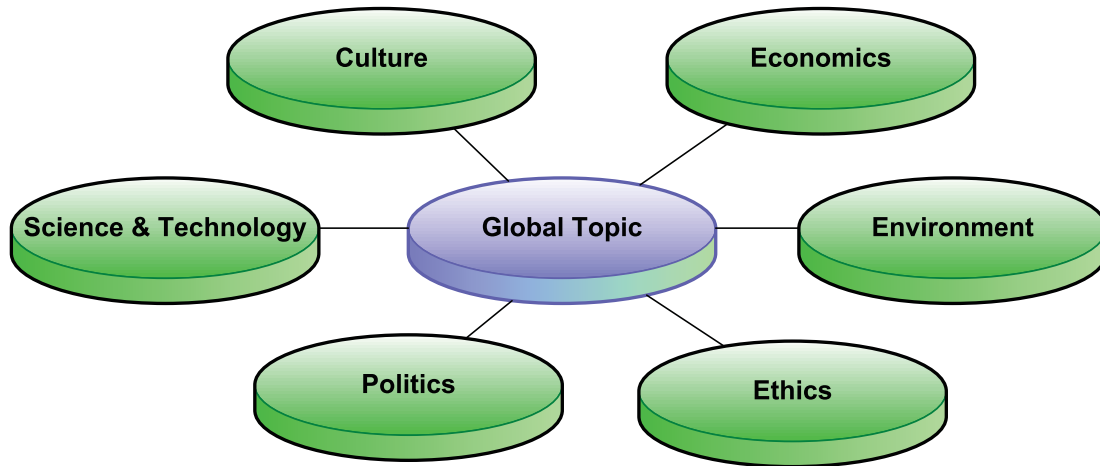 Culture
Economics
Science & Technology
Global Topic
Environment
Politics
Ethics